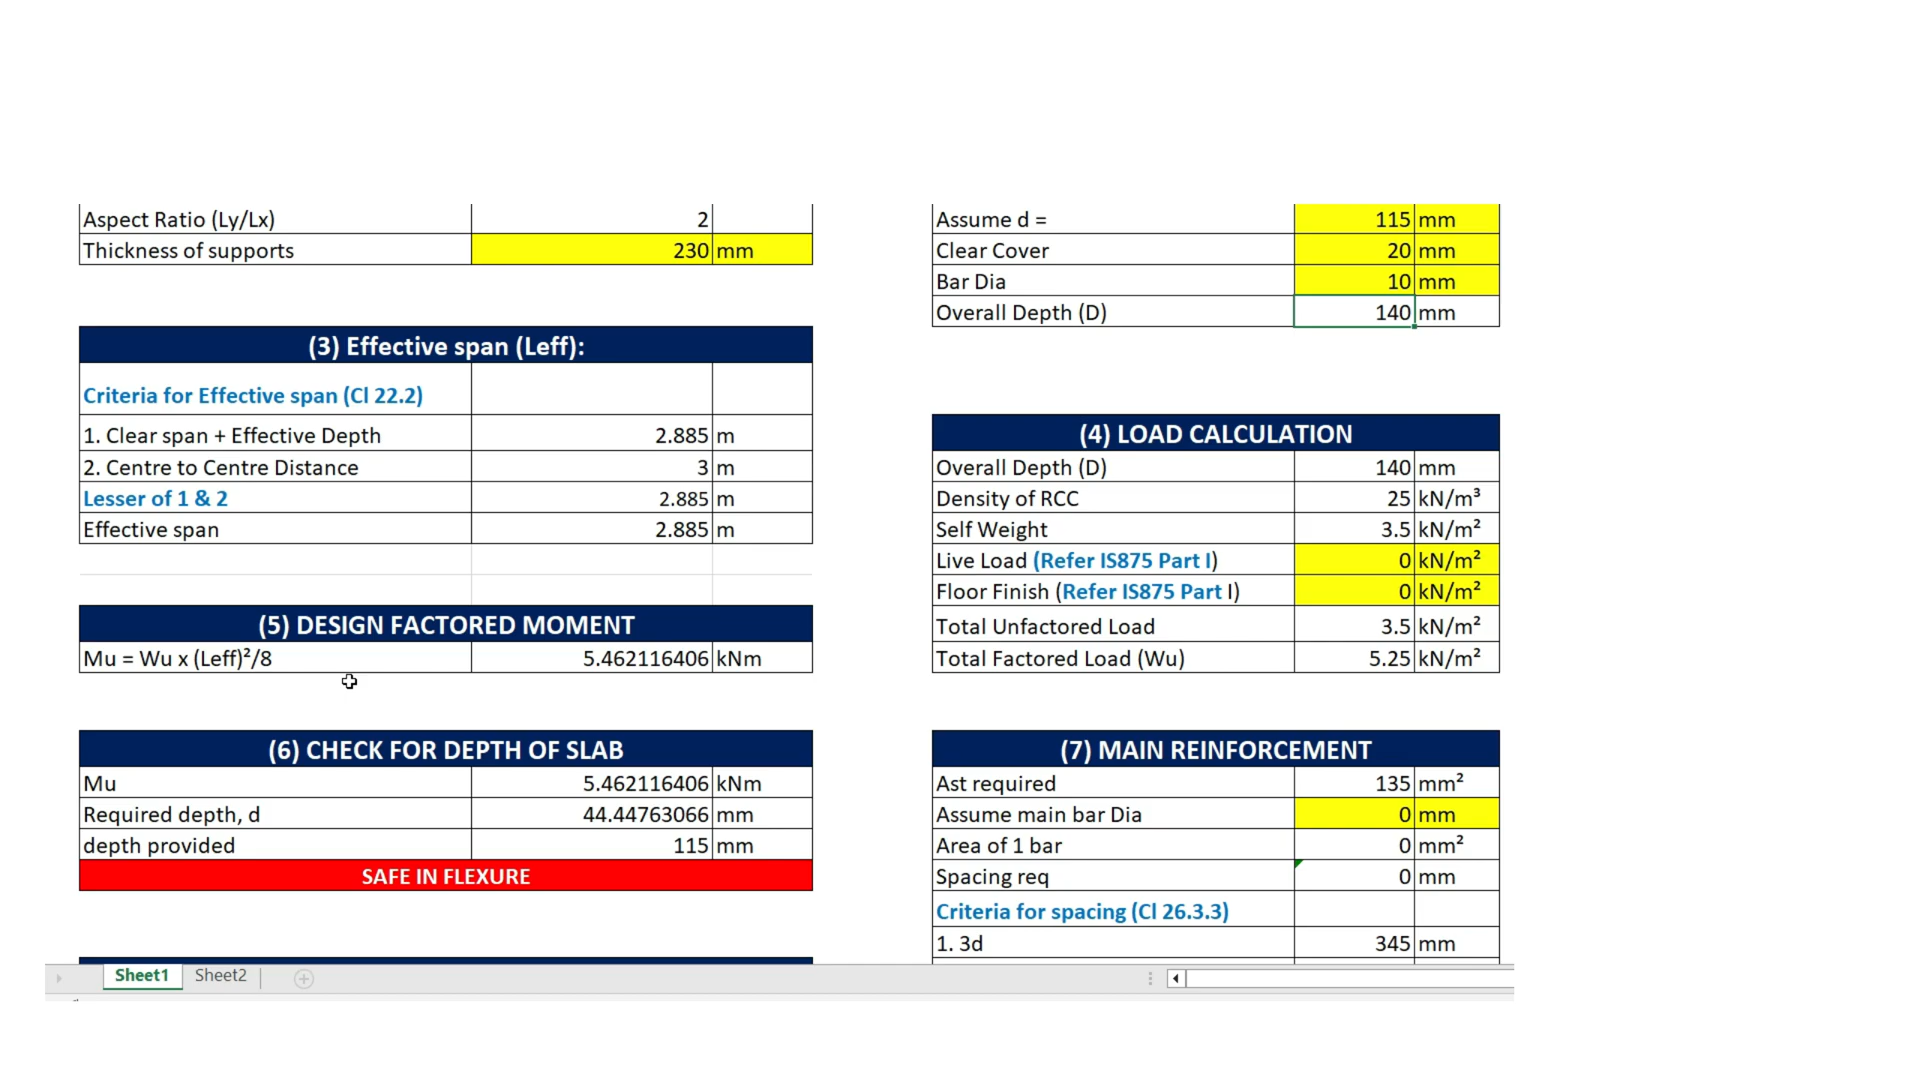 Aspect Ratio (Ly/Lx) 2
Thickness of supports 230 mm
(3) Effective span (Leff):
Criteria for Effective span (Cl 22.2)
1. Clear span + Effective Depth 2.885 m
2. Centre to Centre Distance 3 m
Lesser of 1 & 2 2.885 m
Effective span 2.885 m
(5) DESIGN FACTORED MOMENT
Mu = Wu x (Leff)²/8 5.462116406 kNm
(6) CHECK FOR DEPTH OF SLAB
Mu 5.462116406 kNm
Required depth, d 44.44763066 mm
depth provided 115 mm
SAFE IN FLEXURE
Assume d = 115 mm
Clear Cover 20 mm
Bar Dia 10 mm
Overall Depth (D) 140 mm
(4) LOAD CALCULATION
Overall Depth (D) 140 mm
Density of RCC 25 kN/m³
Self Weight 3.5 kN/m²
Live Load (Refer IS875 Part I) 0 kN/m²
Floor Finish (Refer IS875 Part I) 0 kN/m²
Total Unfactored Load 3.5 kN/m²
Total Factored Load (Wu) 5.25 kN/m²
(7) MAIN REINFORCEMENT
Ast required 135 mm²
Assume main bar Dia 0 mm
Area of 1 bar 0 mm²
Spacing req 0 mm
Criteria for spacing (Cl 26.3.3)
1. 3d 345 mm
Sheet1 Sheet2